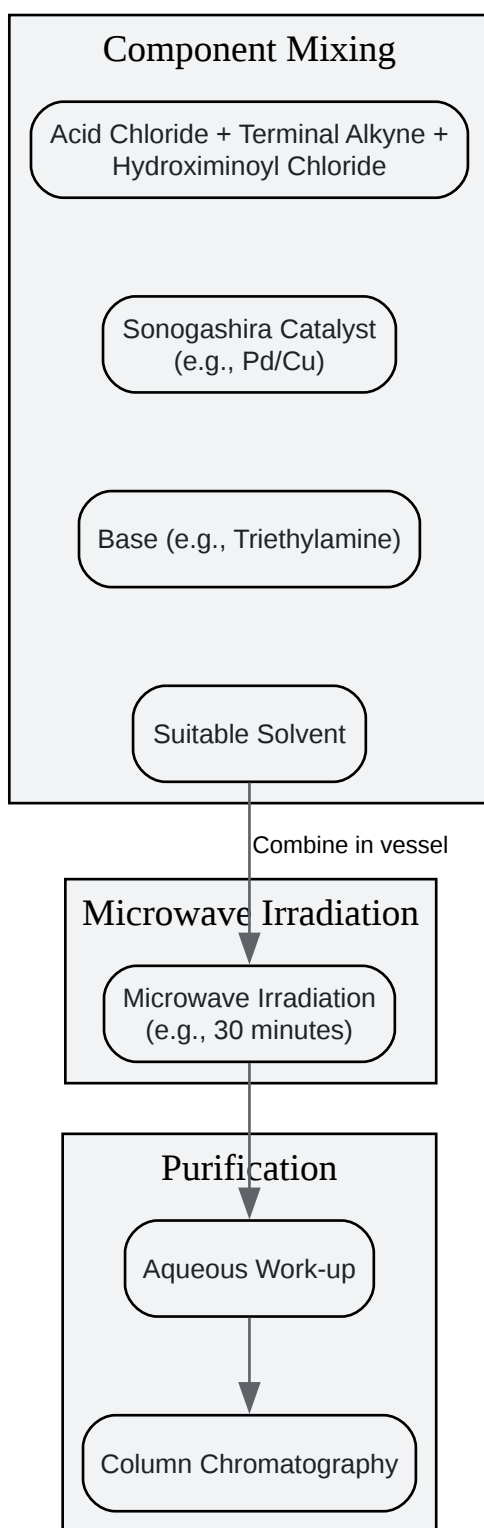 Component Mixing
Acid Chloride + Terminal Alkyne +
Hydroximinoyl Chloride
Sonogashira Catalyst
(e.g., Pd/Cu)
Base (e.g., Triethylamine)
Suitable Solvent
Combine in vessel
Microwave Irradiation
Microwave Irradiation
(e.g., 30 minutes)
Purification
Aqueous Work-up
Column Chromatography